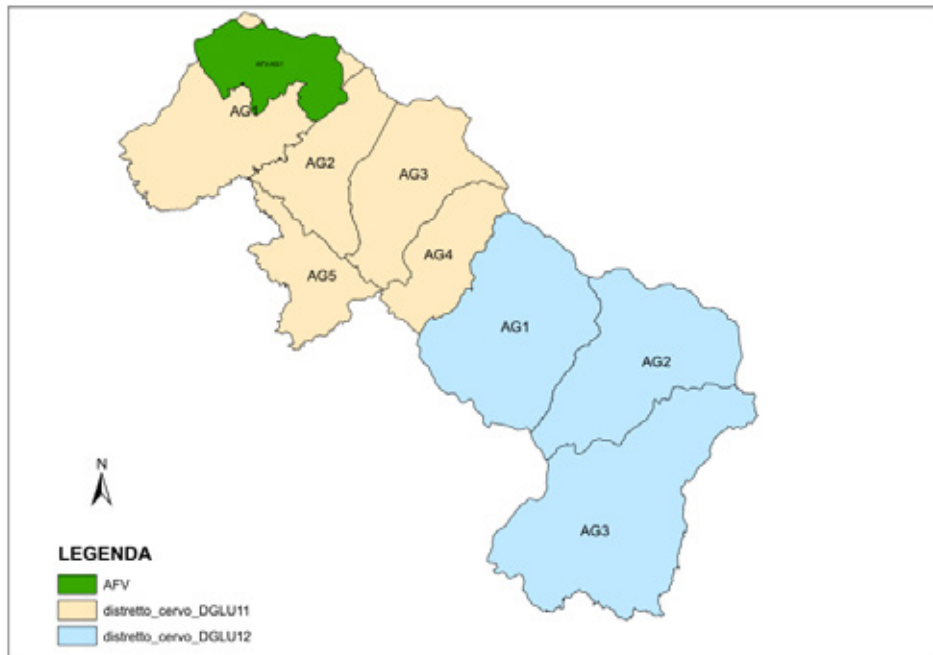 AG1
AG2
AG3
AG4
AG5
AG1
AG2
AG3
N
LEGENDA
AFV
distretto_cervo_DGLU11
distretto_cervo_DGLU12